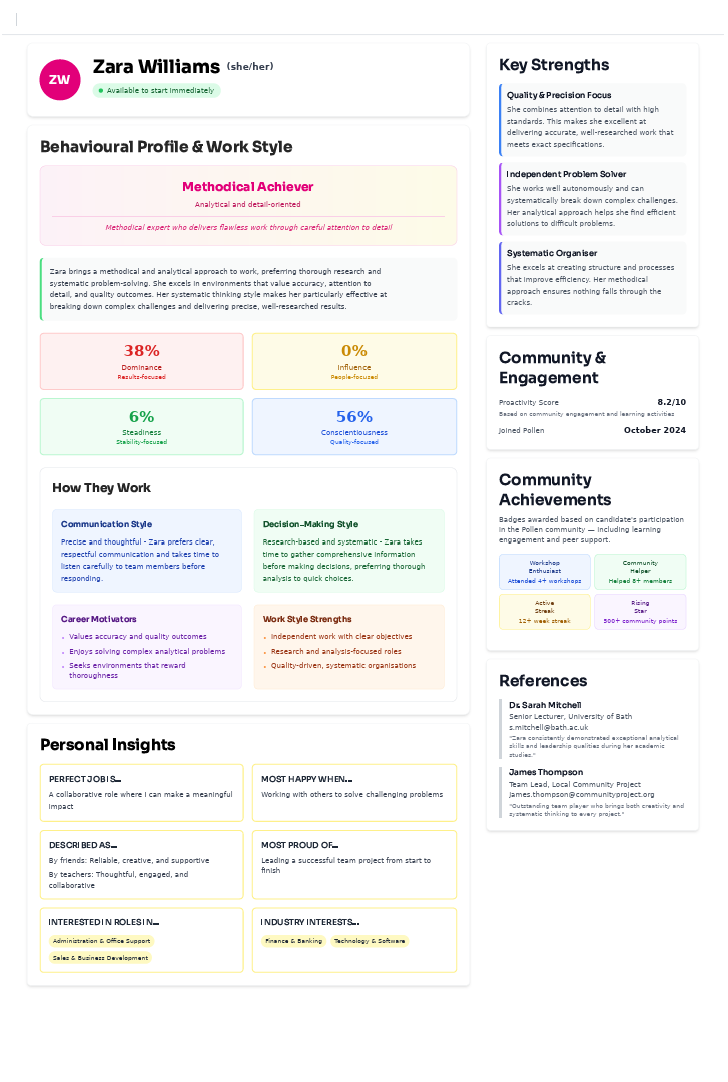 ZW
Zara Williams (she/her)
Available to start immediately
Behavioural Profile & Work Style
Methodical Achiever
Analytical and detail-oriented
Methodical expert who delivers flawless work through careful attention to detail
Zara brings a methodical and analytical approach to work, preferring thorough research and
systematic problem-solving. She excels in environments that value accuracy, attention to
detail, and quality outcomes. Her systematic thinking style makes her particularly effective at
breaking down complex challenges and delivering precise, well-researched results.
38%
Dominance
Results-focused
0%
Influence
People-focused
6%
Steadiness
Stability-focused
56%
Conscientiousness
Quality-focused
How They Work
Communication Style
Precise and thoughtful - Zara prefers clear,
respectful communication and takes time to
listen carefully to team members before
responding.
Decision-Making Style
Research-based and systematic - Zara takes
time to gather comprehensive information
before making decisions, preferring thorough
analysis to quick choices.
Career Motivators
• Values accuracy and quality outcomes
• Enjoys solving complex analytical problems
• Seeks environments that reward
thoroughness
Work Style Strengths
• Independent work with clear objectives
• Research and analysis-focused roles
• Quality-driven, systematic organisations
Personal Insights
PERFECT JOB IS...
A collaborative role where I can make a meaningful
impact
MOST HAPPY WHEN...
Working with others to solve challenging problems
DESCRIBED AS...
By friends: Reliable, creative, and supportive
By teachers: Thoughtful, engaged, and
collaborative
MOST PROUD OF...
Leading a successful team project from start to
finish
INTERESTED IN ROLES IN...
Administration & Office Support
Sales & Business Development
INDUSTRY INTERESTS...
Finance & Banking Technology & Software
Key Strengths
Quality & Precision Focus
She combines attention to detail with high
standards. This makes she excellent at
delivering accurate, well-researched work that
meets exact specifications.
Independent Problem Solver
She works well autonomously and can
systematically break down complex challenges.
Her analytical approach helps she find efficient
solutions to difficult problems.
Systematic Organiser
She excels at creating structure and processes
that improve efficiency. Her methodical
approach ensures nothing falls through the
cracks.
Community &
Engagement
Proactivity Score 8.2/10
Based on community engagement and learning activities
Joined Pollen October 2024
Community
Achievements
Badges awarded based on candidate's participation
in the Pollen community — including learning
engagement and peer support.
Workshop
Enthusiast
Attended 4+ workshops
Community
Helper
Helped 8+ members
Active
Streak
12+ week streak
Rising
Star
500+ community points
References
Dr. Sarah Mitchell
Senior Lecturer, University of Bath
s.mitchell@bath.ac.uk
"Zara consistently demonstrated exceptional analytical
skills and leadership qualities during her academic
studies."
James Thompson
Team Lead, Local Community Project
james.thompson@communityproject.org
"Outstanding team player who brings both creativity and
systematic thinking to every project."